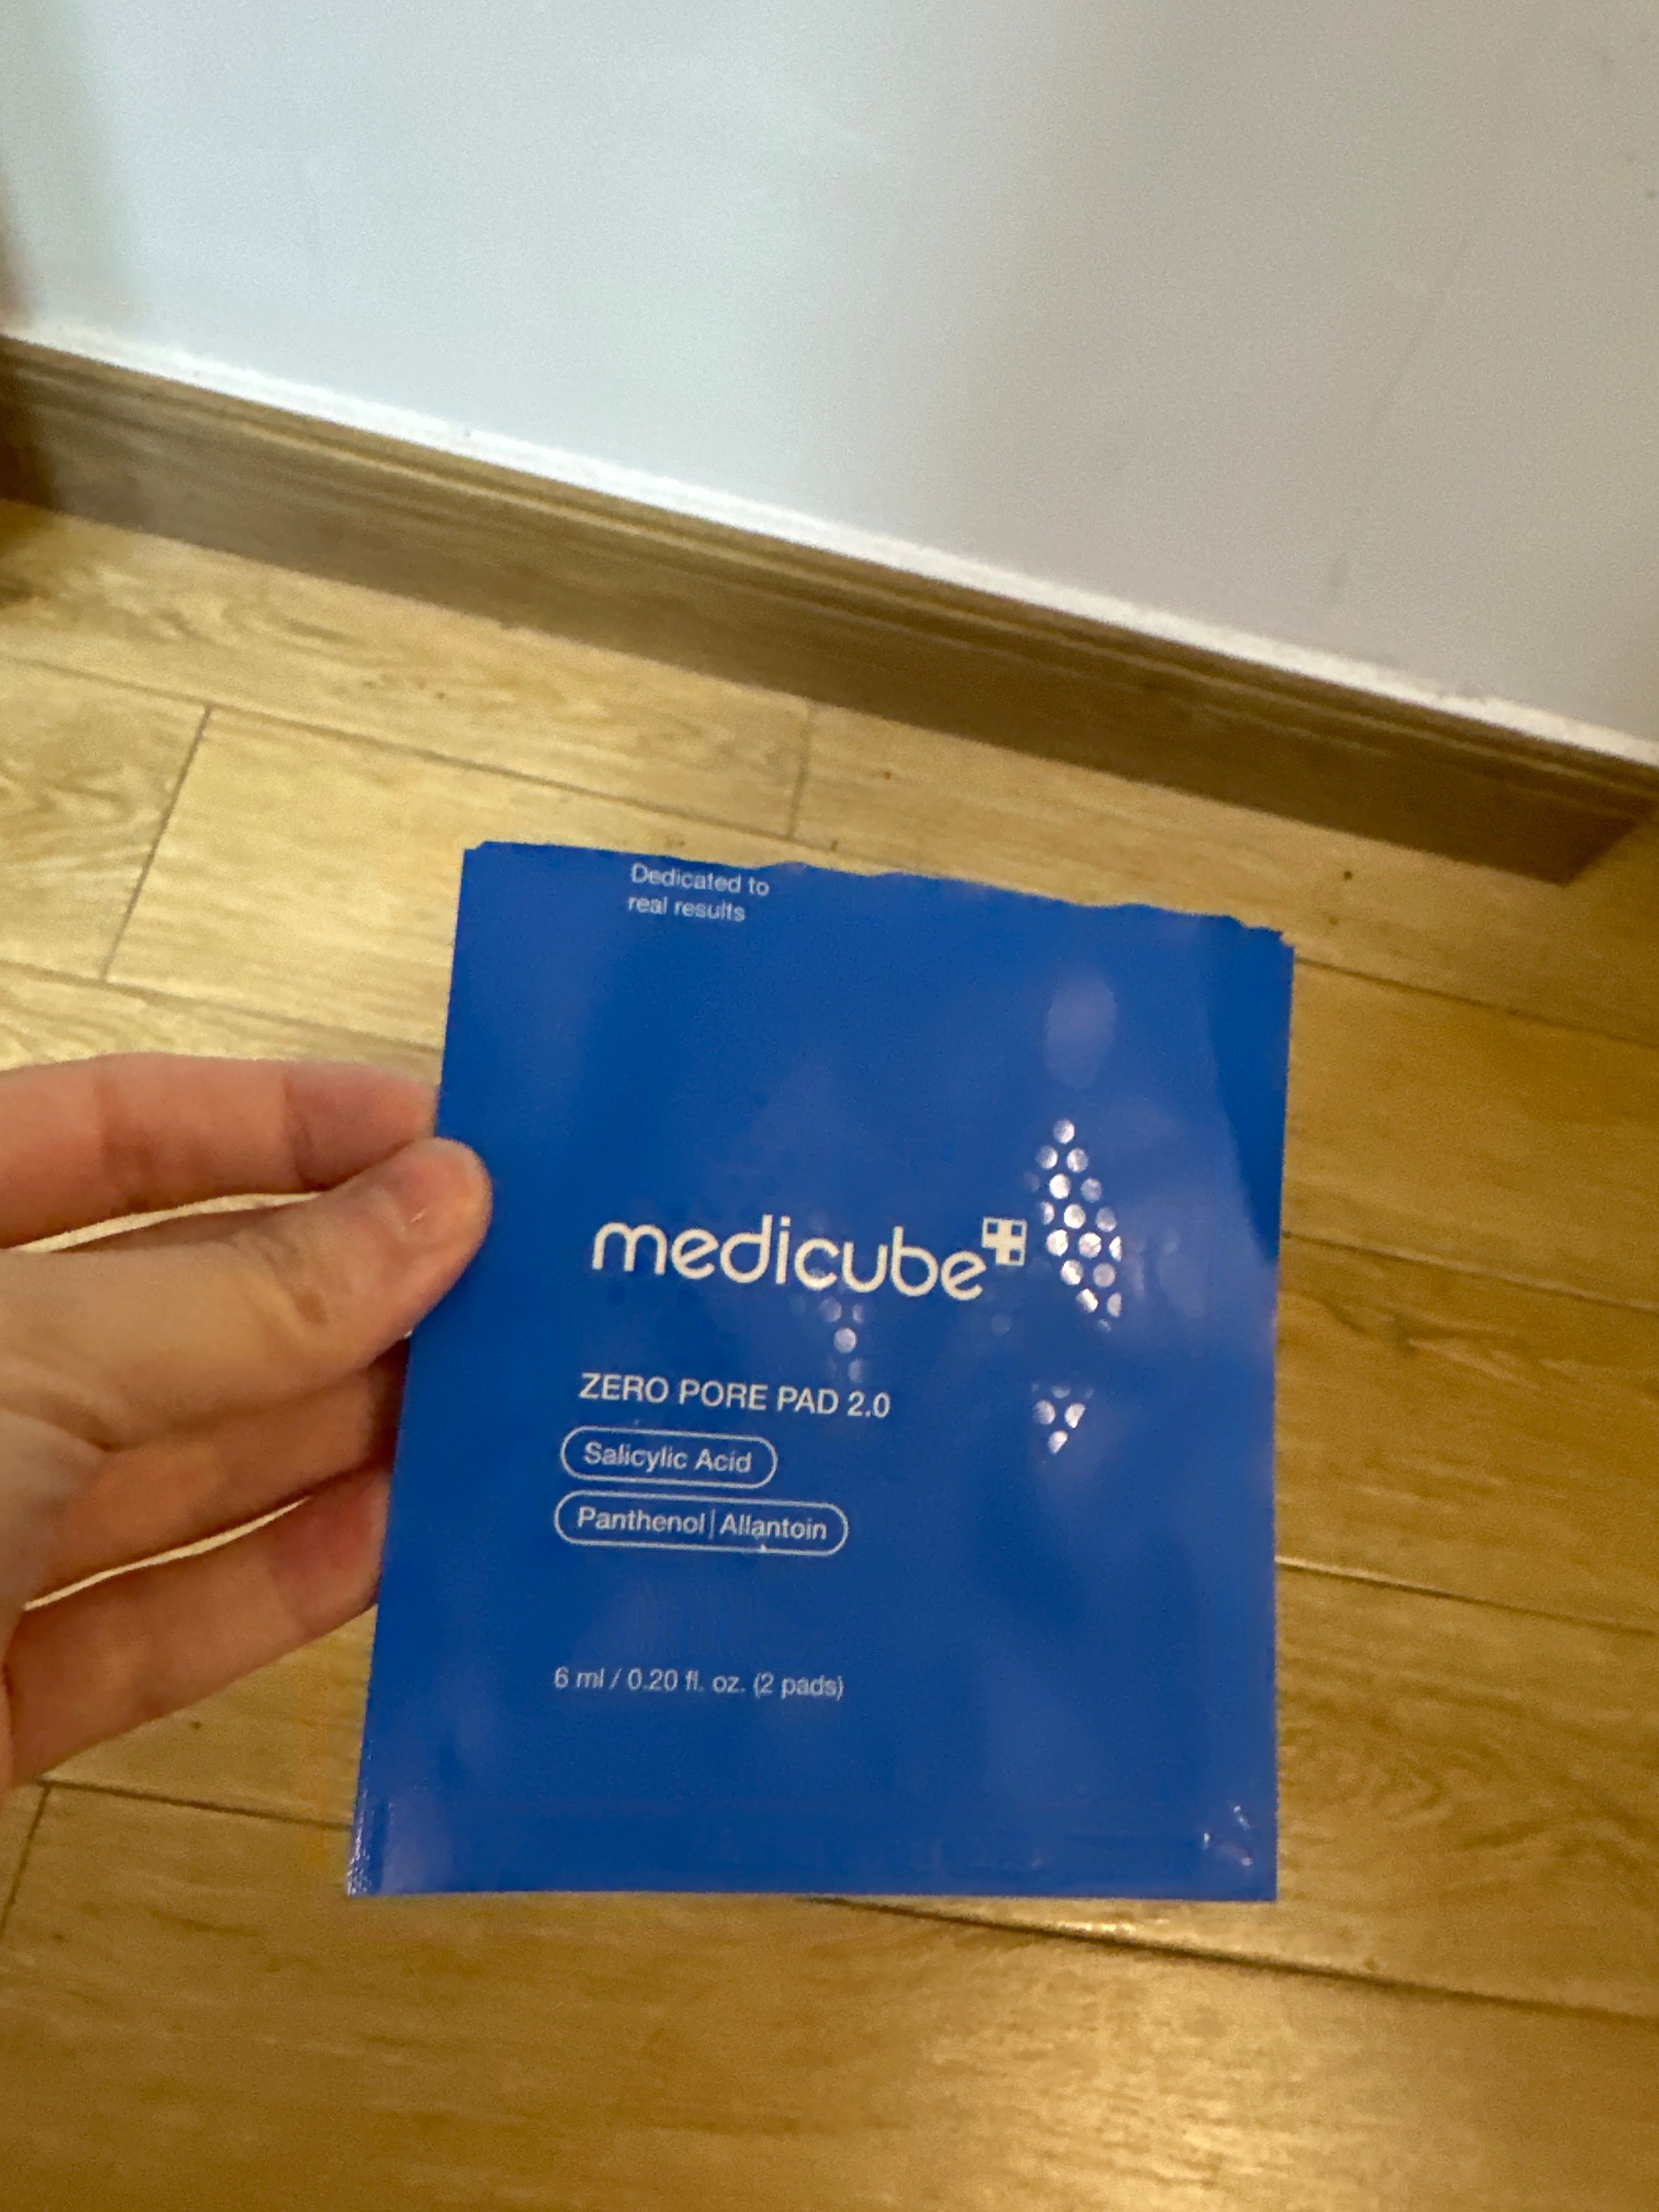 Dedicated to
real results
medicube
ZERO PORE PAD 2.0
Salicylic Acid
Panthenol | Allantoin
6 ml / 0.20 fl. oz. (2 pads)